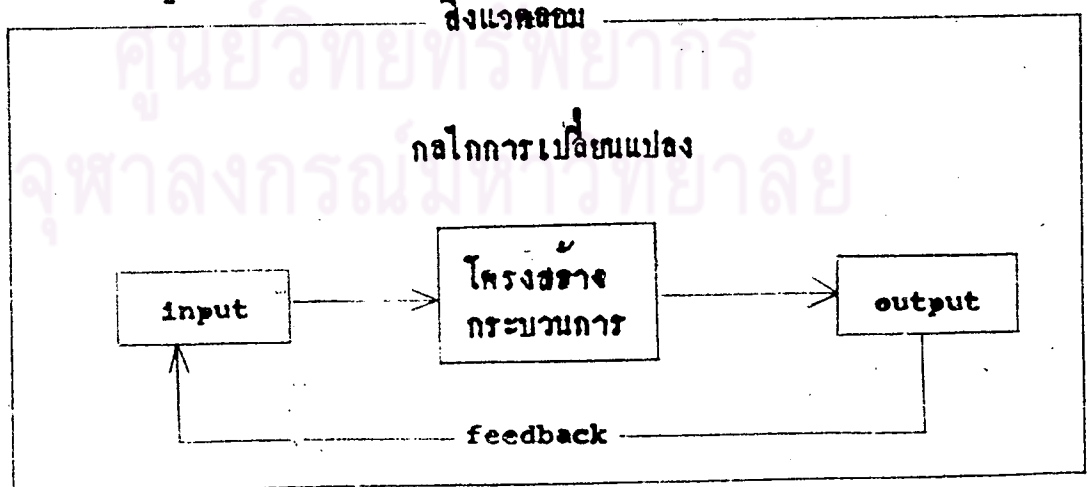 สิ่งแวดลอม
ศูนย์วิทยทรัพยากร
จุฬาลงกรณ์มหาวิทยาลัย
กลไกการเปลี่ยนแปลง
input
โครงสร้าง
กระบวนการ
output
feedback